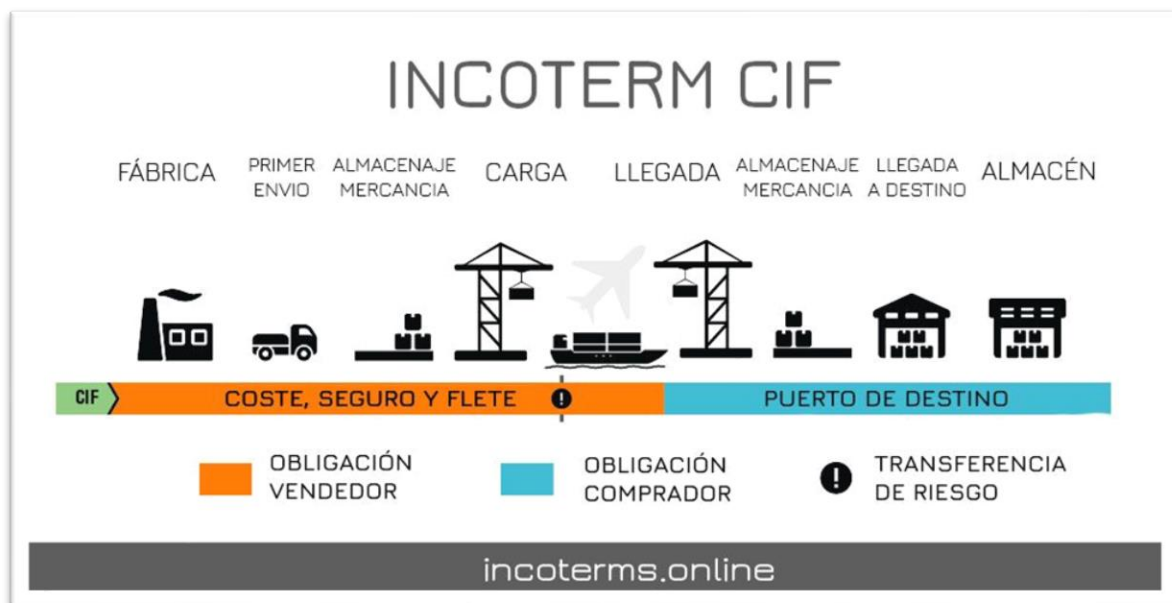 INCOTERM CIF
FÁBRICA
PRIMER
ENVIO
ALMACENAJE
MERCANCIA
CARGA
LLEGADA
ALMACENAJE
MERCANCIA
LLEGADA
A DESTINO
ALMACÉN
CIF
COSTE, SEGURO Y FLETE
!
PUERTO DE DESTINO
OBLIGACIÓN
VENDEDOR
OBLIGACIÓN
COMPRADOR
!
TRANSFERENCIA
DE RIESGO
incoterms.online